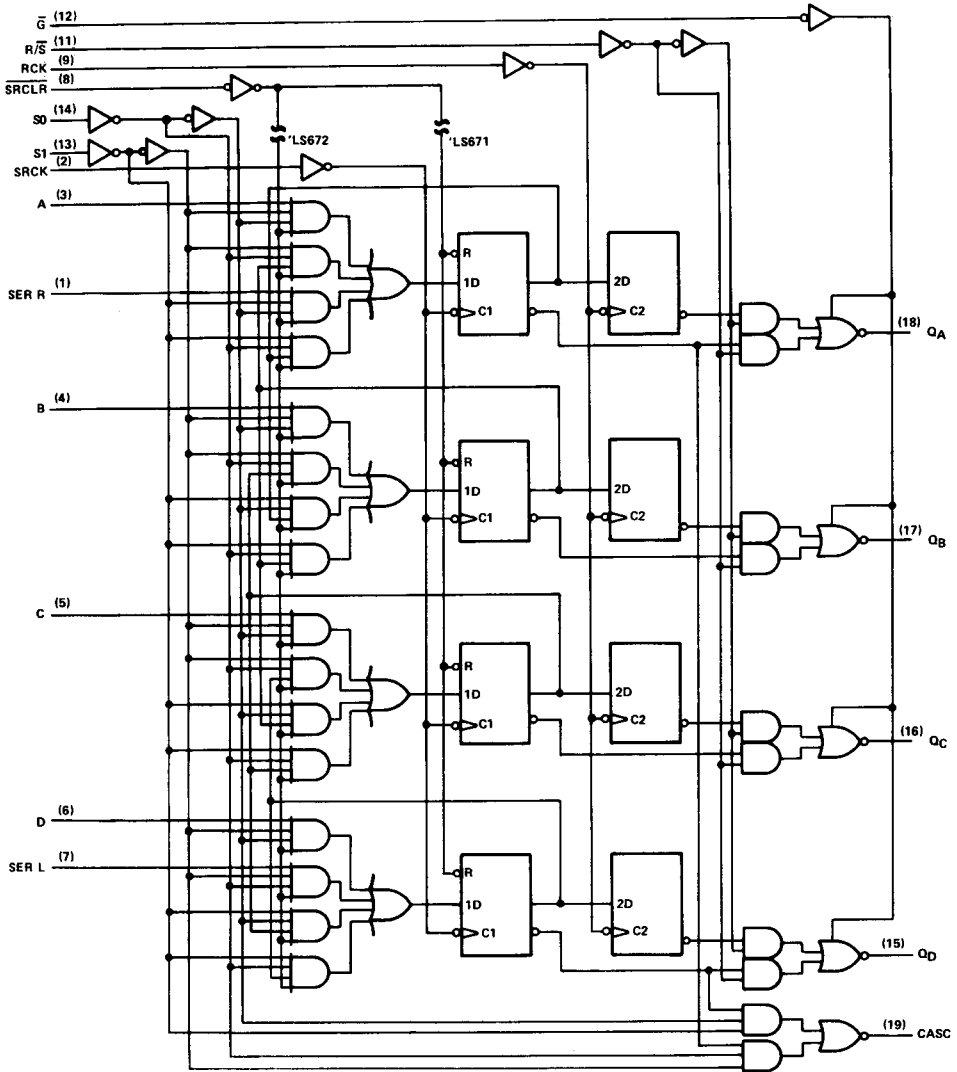 G (12)
R/S (11)
RCK (9)
SRCLR (8)
S0 (14)
S1 (13)
SRCK (2)
'LS672
'LS671
A (3)
R
1D
C1
2D
C2
SER R (1)
(18) QA
B (4)
R
1D
C1
2D
C2
(17) QB
C (5)
R
1D
C1
2D
C2
(16) QC
D (6)
SER L (7)
R
1D
C1
2D
C2
(15) QD
(19) CASC